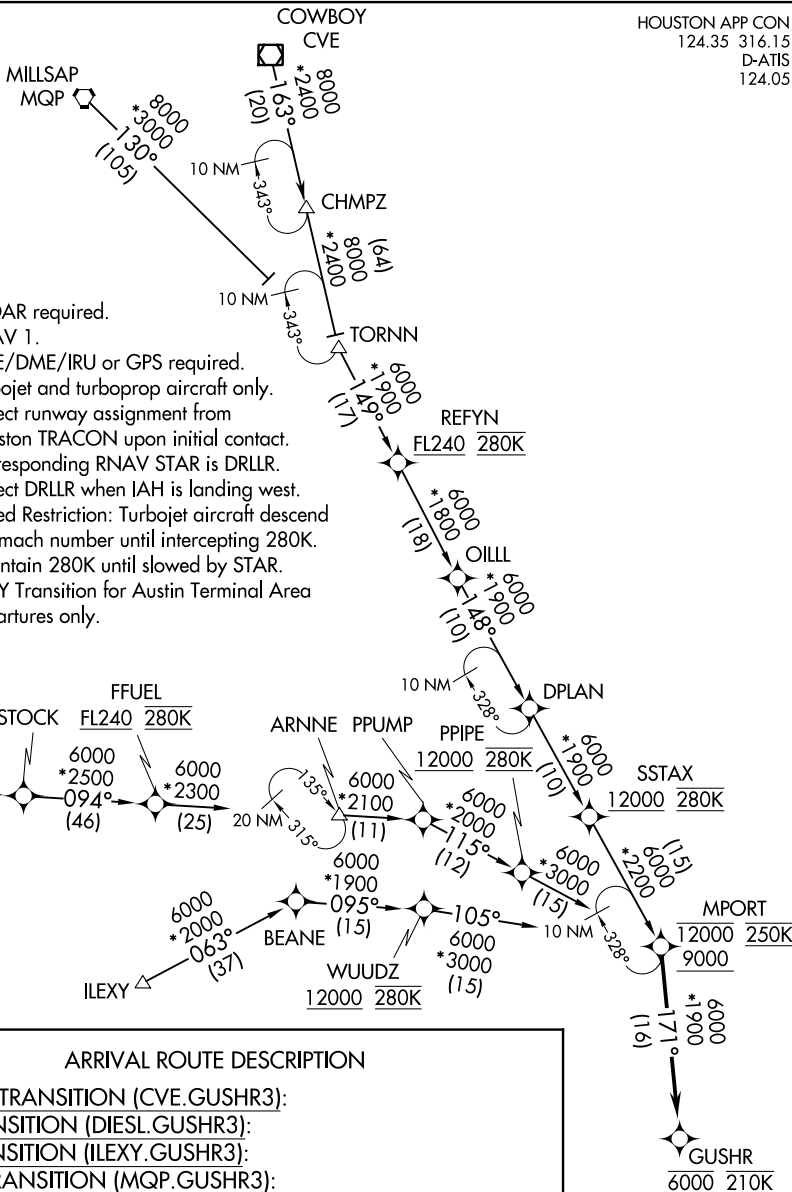 COWBOY
CVE
HOUSTON APP CON
124.35 316.15
D-ATIS
124.05
MILLSAP
MQP
8000
*2400
163°
(20)
8000
*3000
130°
(105)
10 NM
343°
CHMPZ
(64)
8000
*2400
10 NM
343°
TORNN
DAR required.
AV 1.
E/DME/IRU or GPS required.
bojet and turboprop aircraft only.
ect runway assignment from
ston TRACON upon initial contact.
responding RNAV STAR is DRLLR.
ect DRLLR when IAH is landing west.
ed Restriction: Turbojet aircraft descend
mach number until intercepting 280K.
ntain 280K until slowed by STAR.
Y Transition for Austin Terminal Area
artures only.
6000
*1900
149°
(17)
REFYN
FL240 280K
6000
*1800
(18)
OILLL
6000
*1900
148°
(10)
10 NM
328°
DPLAN
STOCK
FFUEL
FL240 280K
6000
*2500
094°
(46)
6000
*2300
(25)
ARNNE
PPUMP
PPIPE
12000 280K
20 NM
135°
315°
6000
*2100
(11)
6000
*2000
115°
(12)
6000
*3000
(15)
6000
*1900
(10)
SSTAX
12000 280K
(15)
6000
*2200
6000
*2000
063°
(37)
ILEXY
BEANE
6000
*1900
095°
(15)
WUUDZ
12000 280K
105°
6000
*3000
(15)
10 NM
328°
MPORT
12000 250K
9000
6000
*1900
171°
(16)
GUSHR
6000 210K
ARRIVAL ROUTE DESCRIPTION
TRANSITION (CVE.GUSHR3):
NSITION (DIESL.GUSHR3):
NSITION (ILEXY.GUSHR3):
RANSITION (MQP.GUSHR3):